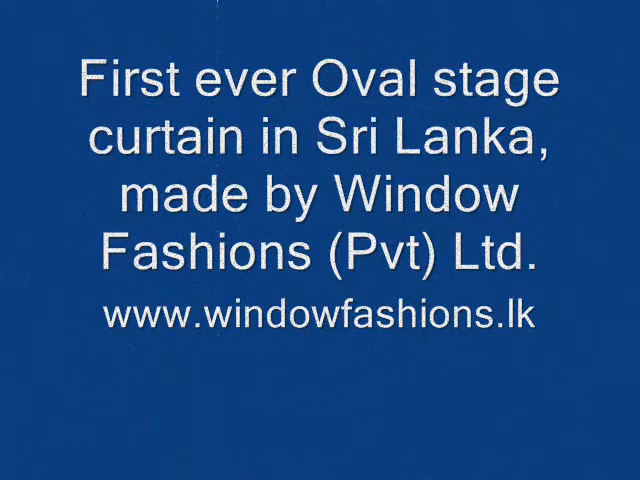 First ever Oval stage
curtain in Sri Lanka,
made by Window
Fashions (Pvt) Ltd.
www.windowfashions.lk